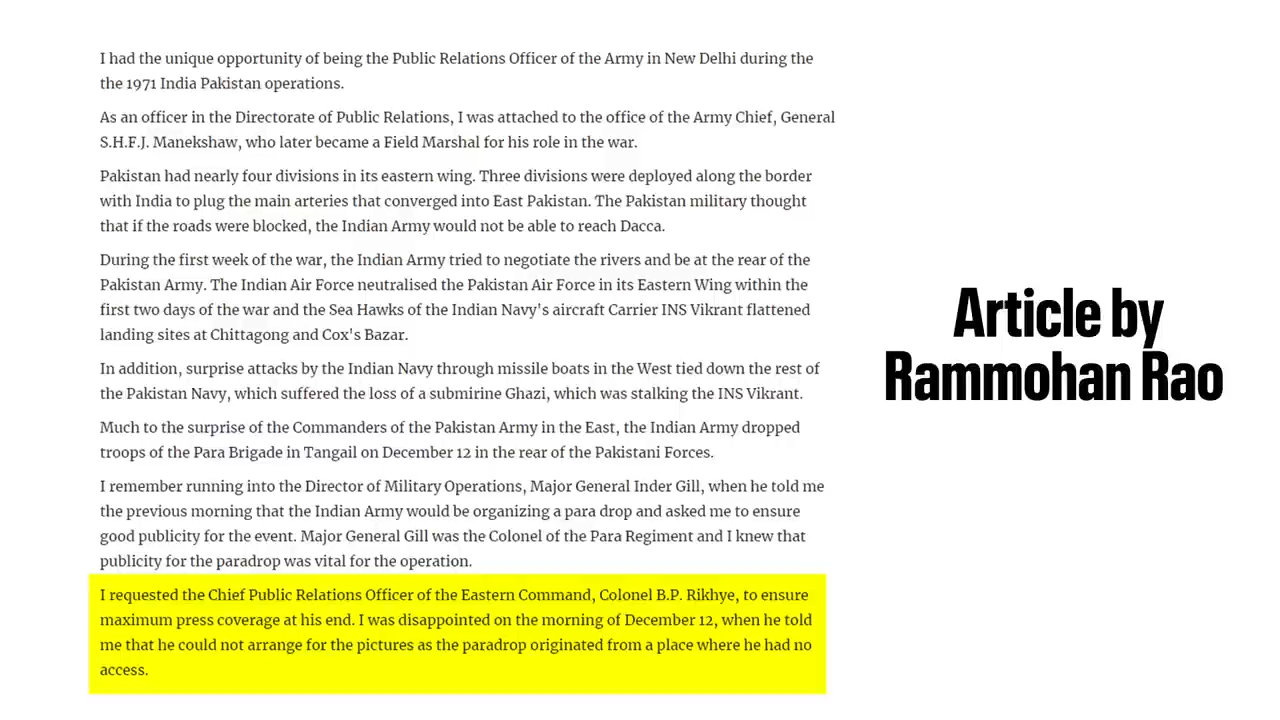 I had the unique opportunity of being the Public Relations Officer of the Army in New Delhi during the
the 1971 India Pakistan operations.
As an officer in the Directorate of Public Relations, I was attached to the office of the Army Chief, General
S.H.F.J. Manekshaw, who later became a Field Marshal for his role in the war.
Pakistan had nearly four divisions in its eastern wing. Three divisions were deployed along the border
with India to plug the main arteries that converged into East Pakistan. The Pakistan military thought
that if the roads were blocked, the Indian Army would not be able to reach Dacca.
During the first week of the war, the Indian Army tried to negotiate the rivers and be at the rear of the
Pakistan Army. The Indian Air Force neutralised the Pakistan Air Force in its Eastern Wing within the
first two days of the war and the Sea Hawks of the Indian Navy's aircraft Carrier INS Vikrant flattened
landing sites at Chittagong and Cox's Bazar.
In addition, surprise attacks by the Indian Navy through missile boats in the West tied down the rest of
the Pakistan Navy, which suffered the loss of a submirine Ghazi, which was stalking the INS Vikrant.
Much to the surprise of the Commanders of the Pakistan Army in the East, the Indian Army dropped
troops of the Para Brigade in Tangail on December 12 in the rear of the Pakistani Forces.
I remember running into the Director of Military Operations, Major General Inder Gill, when he told me
the previous morning that the Indian Army would be organizing a para drop and asked me to ensure
good publicity for the event. Major General Gill was the Colonel of the Para Regiment and I knew that
publicity for the paradrop was vital for the operation.
I requested the Chief Public Relations Officer of the Eastern Command, Colonel B.P. Rikhye, to ensure
maximum press coverage at his end. I was disappointed on the morning of December 12, when he told
me that he could not arrange for the pictures as the paradrop originated from a place where he had no
access.
Article by
Rammohan Rao